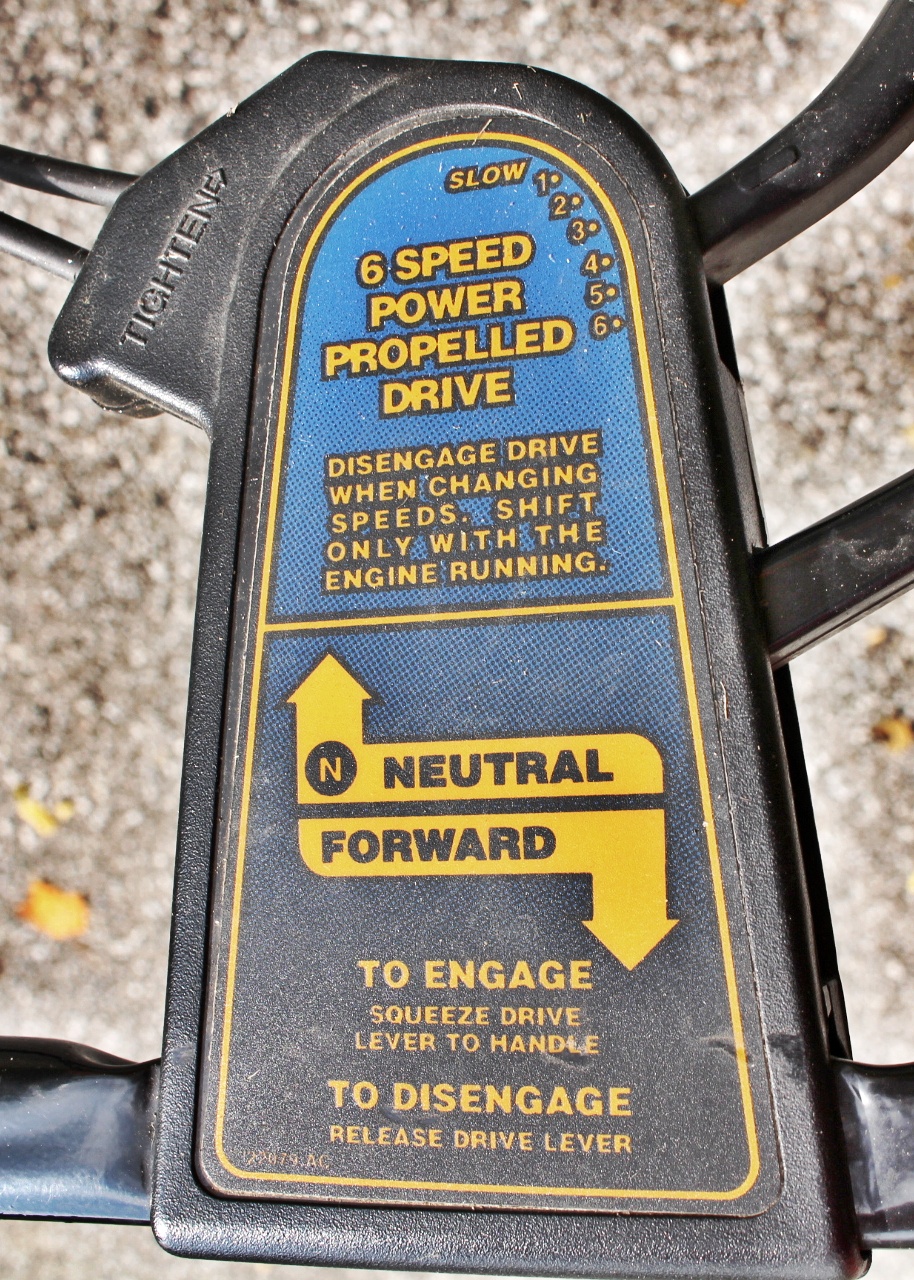 TIGHTEN
SLOW 1•
2•
3•
4•
5•
6•
6 SPEED
POWER
PROPELLED
DRIVE
DISENGAGE DRIVE
WHEN CHANGING
SPEEDS. SHIFT
ONLY WITH THE
ENGINE RUNNING.
N NEUTRAL
FORWARD
TO ENGAGE
SQUEEZE DRIVE
LEVER TO HANDLE
TO DISENGAGE
RELEASE DRIVE LEVER